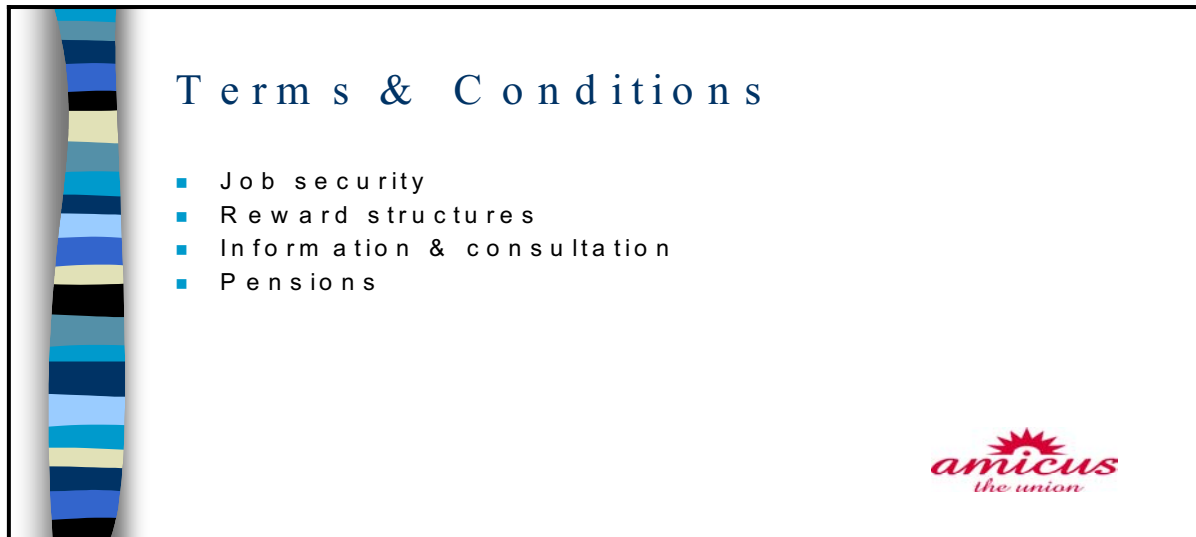 Terms & Conditions
Job security
Reward structures
Information & consultation
Pensions
amicus
the union